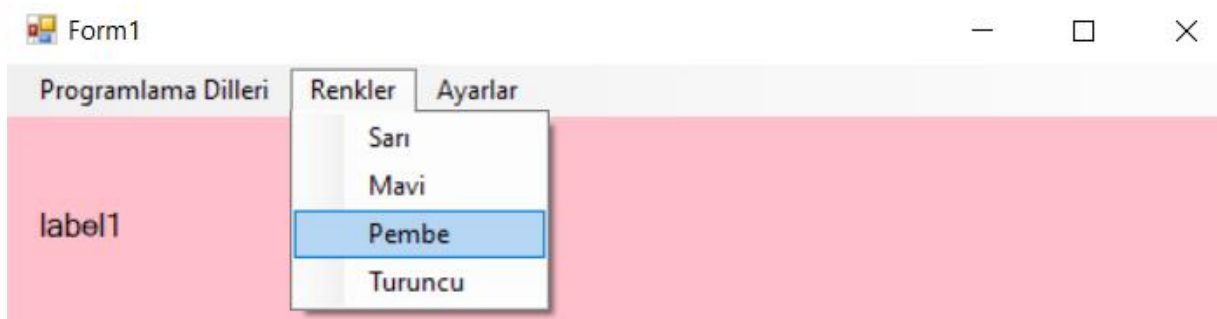 Form1
Programlama Dilleri Renkler Ayarlar
Sarı
Mavi
label1
Pembe
Turuncu